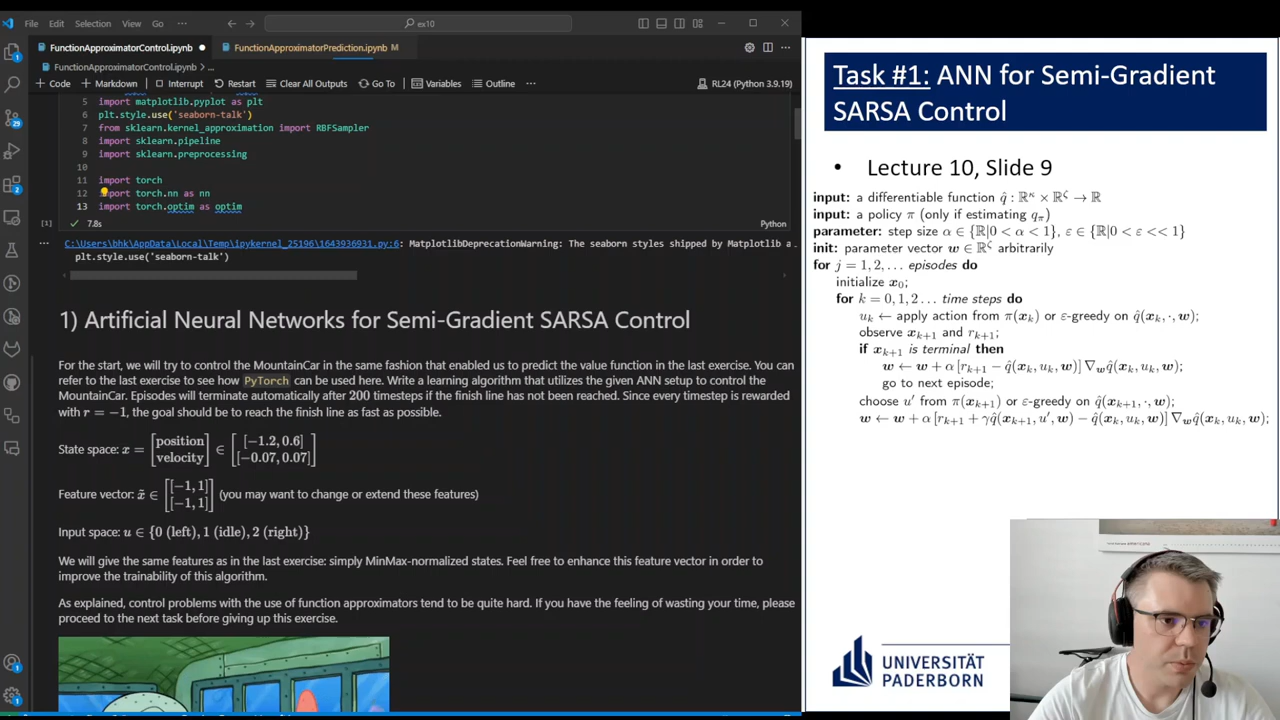 File Edit Selection View Go ··· ex10
FunctionApproximatorControl.ipynb ● FunctionApproximatorPrediction.ipynb M
FunctionApproximatorControl.ipynb > ...
+ Code + Markdown Interrupt Restart Clear All Outputs Go To Variables Outline ··· RL24 (Python 3.9.19)
5 import matplotlib.pyplot as plt
6 plt.style.use('seaborn-talk')
7 from sklearn.kernel_approximation import RBFSampler
8 import sklearn.pipeline
9 import sklearn.preprocessing
10
11 import torch
12 import torch.nn as nn
13 import torch.optim as optim
[1] ✓ 7.8s Python
C:\Users\bhk\AppData\Local\Temp\ipykernel_25196\1643936931.py:6: MatplotlibDeprecationWarning: The seaborn styles shipped by Matplotlib a
plt.style.use('seaborn-talk')
1) Artificial Neural Networks for Semi-Gradient SARSA Control
For the start, we will try to control the MountainCar in the same fashion that enabled us to predict the value function in the last exercise. You can
refer to the last exercise to see how PyTorch can be used here. Write a learning algorithm that utilizes the given ANN setup to control the
MountainCar. Episodes will terminate automatically after 200 timesteps if the finish line has not been reached. Since every timestep is rewarded
with r = −1, the goal should be to reach the finish line as fast as possible.
State space: x = [position velocity] ∈ [[−1.2, 0.6] [−0.07, 0.07]]
Feature vector: x̃ ∈ [[−1, 1] [−1, 1]] (you may want to change or extend these features)
Input space: u ∈ {0 (left), 1 (idle), 2 (right)}
We will give the same features as in the last exercise: simply MinMax-normalized states. Feel free to enhance this feature vector in order to
improve the trainability of this algorithm.
As explained, control problems with the use of function approximators tend to be quite hard. If you have the feeling of wasting your time, please
proceed to the next task before giving up this exercise.
Task #1: ANN for Semi-Gradient
SARSA Control
• Lecture 10, Slide 9
input: a differentiable function q̂ : ℝ^κ × ℝ^ζ → ℝ
input: a policy π (only if estimating q_π)
parameter: step size α ∈ {ℝ|0 < α < 1}, ε ∈ {ℝ|0 < ε << 1}
init: parameter vector w ∈ ℝ^ζ arbitrarily
for j = 1, 2, ... episodes do
initialize x₀;
for k = 0, 1, 2 ... time steps do
u_k ← apply action from π(x_k) or ε-greedy on q̂(x_k, ·, w);
observe x_{k+1} and r_{k+1};
if x_{k+1} is terminal then
w ← w + α [r_{k+1} − q̂(x_k, u_k, w)] ∇_w q̂(x_k, u_k, w);
go to next episode;
choose u′ from π(x_{k+1}) or ε-greedy on q̂(x_{k+1}, ·, w);
w ← w + α [r_{k+1} + γq̂(x_{k+1}, u′, w) − q̂(x_k, u_k, w)] ∇_w q̂(x_k, u_k, w);
UNIVERSITÄT
PADERBORN